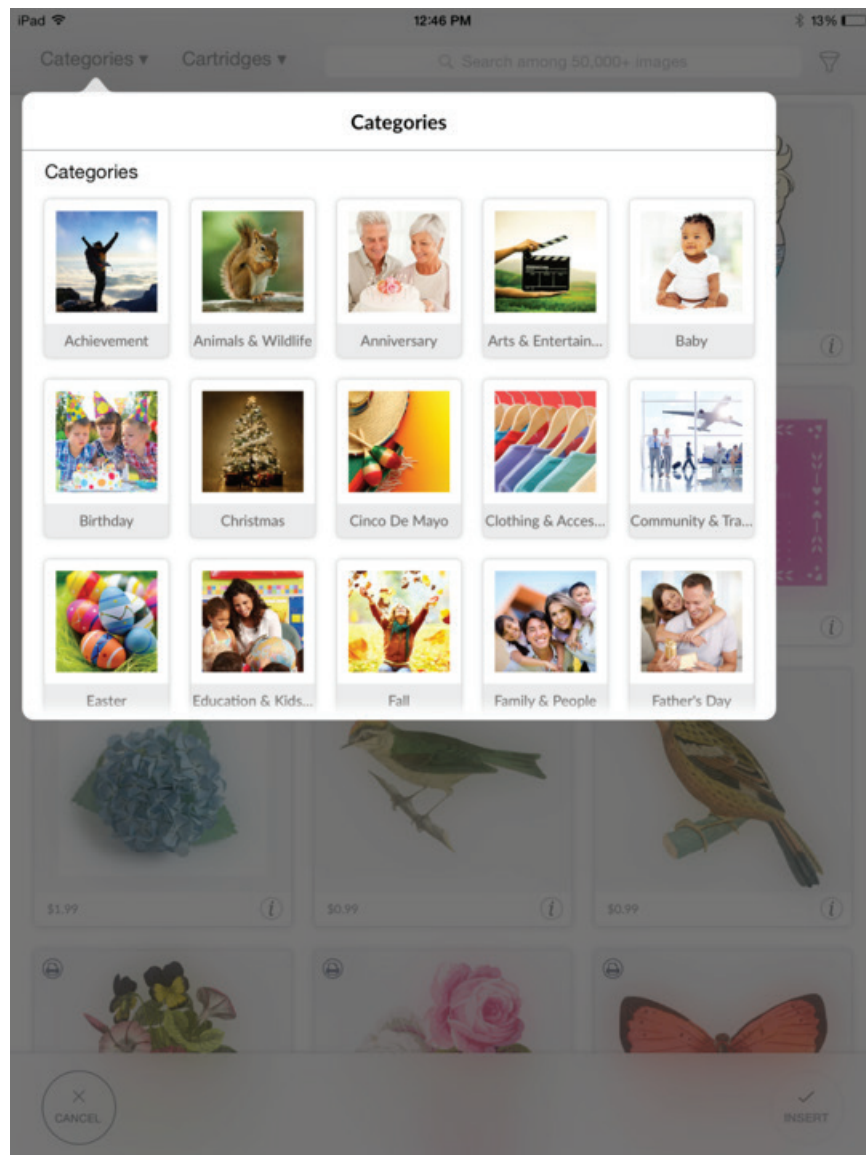 iPad 12:46 PM 13%
Categories ▾ Cartridges ▾ Search among 50,000+ images
Categories
Categories
Achievement Animals & Wildlife Anniversary Arts & Entertain... Baby
Birthday Christmas Cinco De Mayo Clothing & Acces... Community & Tra...
Easter Education & Kids... Fall Family & People Father's Day
$1.99 $0.99 $0.99
CANCEL INSERT